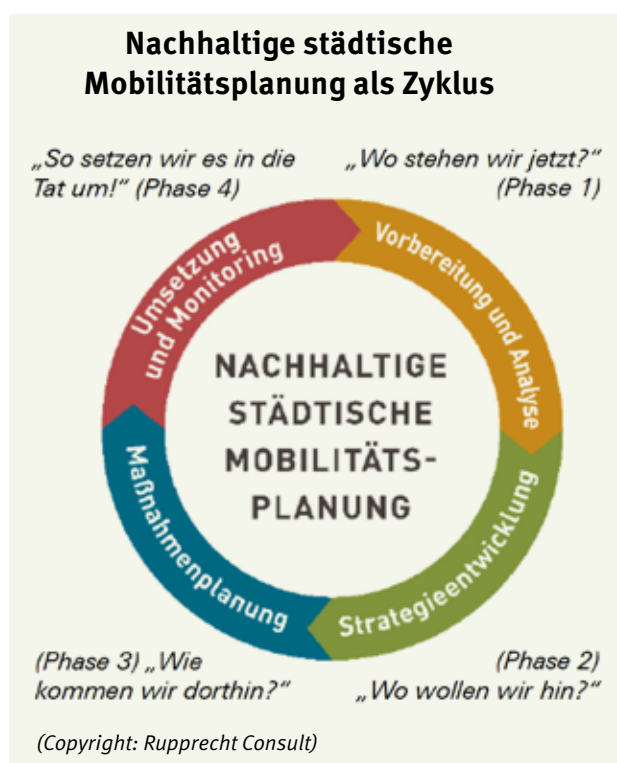 Nachhaltige städtische
Mobilitätsplanung als Zyklus
„So setzen wir es in die
Tat um!“ (Phase 4)
„Wo stehen wir jetzt?“
(Phase 1)
Umsetzung
und Monitoring
Vorbereitung und Analyse
NACHHALTIGE
STÄDTISCHE
MOBILITÄTS-
PLANUNG
Maßnahmenplanung
Strategieentwicklung
(Phase 3) „Wie
kommen wir dorthin?“
(Phase 2)
„Wo wollen wir hin?“
(Copyright: Rupprecht Consult)